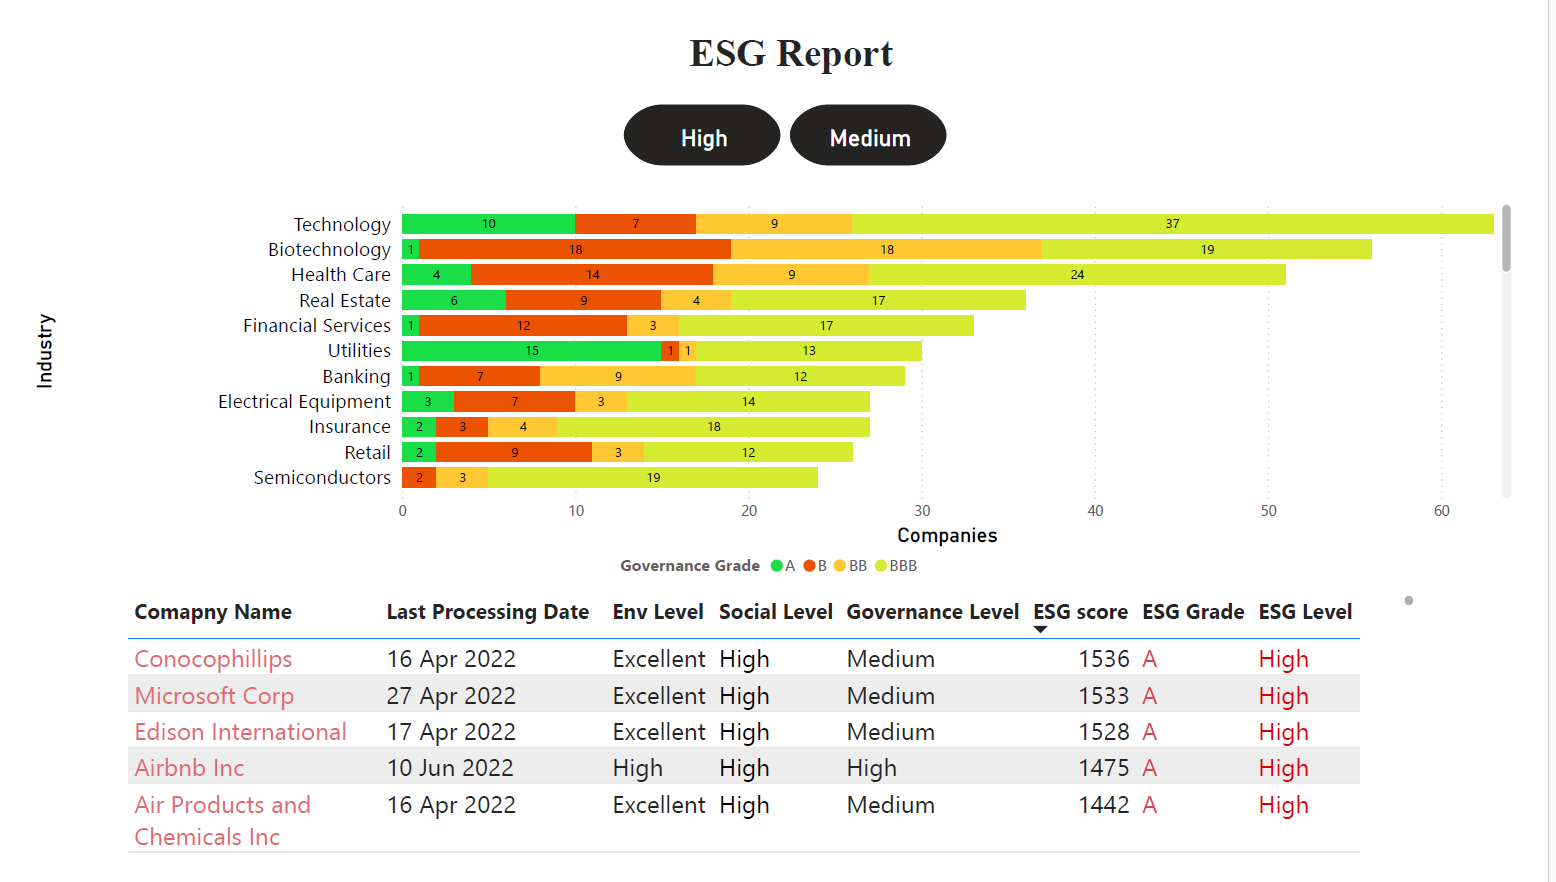 ESG Report
High Medium
Technology 10 7 9 37
Biotechnology 1 18 18 19
Health Care 4 14 9 24
Real Estate 6 9 4 17
Financial Services 1 12 3 17
Utilities 15 1 1 13
Banking 1 7 9 12
Electrical Equipment 3 7 3 14
Insurance 2 3 4 18
Retail 2 9 3 12
Semiconductors 2 3 19
Industry
0 10 20 30 40 50 60
Companies
Governance Grade A B BB BBB
Comapny Name Last Processing Date Env Level Social Level Governance Level ESG score ESG Grade ESG Level
Conocophillips 16 Apr 2022 Excellent High Medium 1536 A High
Microsoft Corp 27 Apr 2022 Excellent High Medium 1533 A High
Edison International 17 Apr 2022 Excellent High Medium 1528 A High
Airbnb Inc 10 Jun 2022 High High High 1475 A High
Air Products and 16 Apr 2022 Excellent High Medium 1442 A High
Chemicals Inc